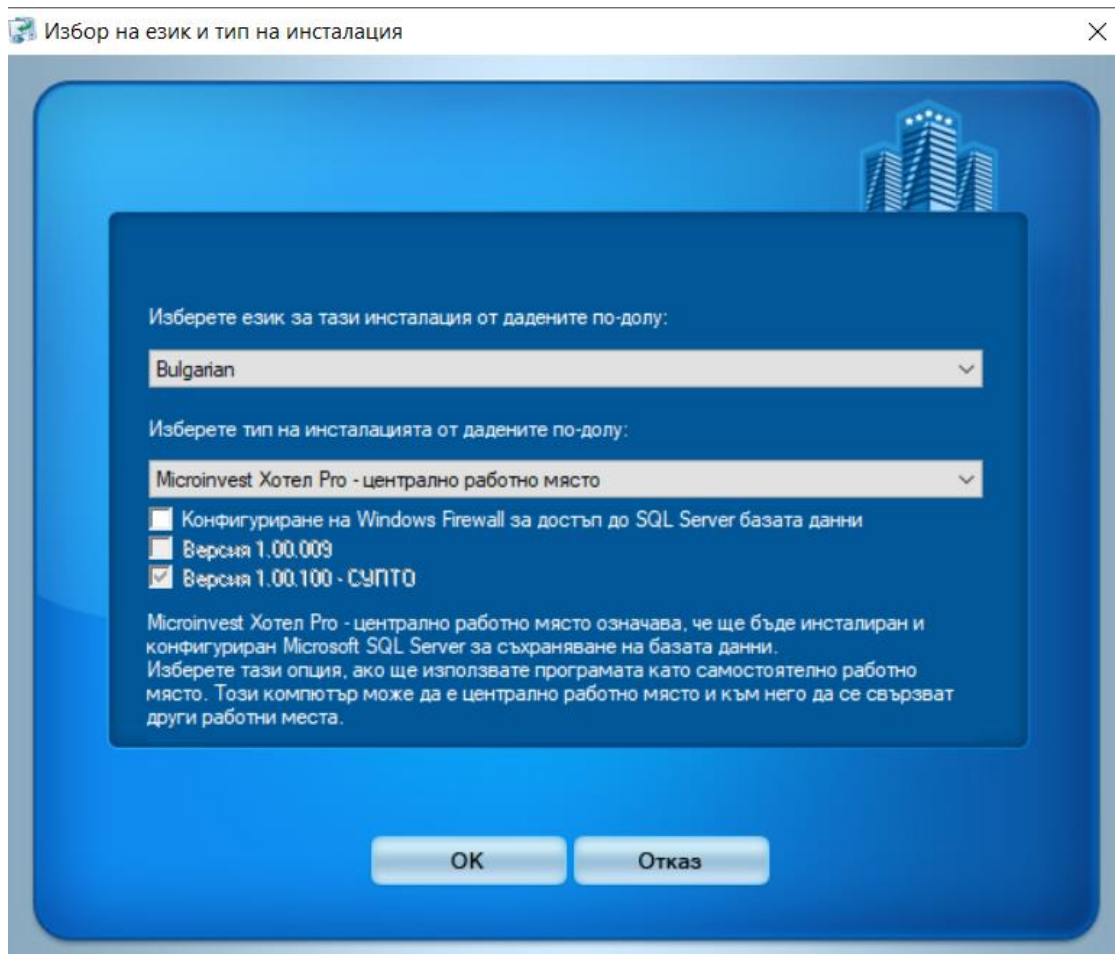 Избор на език и тип на инсталация
Изберете език за тази инсталация от дадените по-долу:
Bulgarian
Изберете тип на инсталацията от дадените по-долу:
Microinvest Хотел Pro - централно работно място
Конфигуриране на Windows Firewall за достъп до SQL Server базата данни
Версия 1.00.009
Версия 1.00.100 - СУПТО
Microinvest Хотел Pro - централно работно място означава, че ще бъде инсталиран и
конфигуриран Microsoft SQL Server за съхраняване на базата данни.
Изберете тази опция, ако ще използвате програмата като самостоятелно работно
място. Този компютър може да е централно работно място и към него да се свързват
други работни места.
OK
Отказ